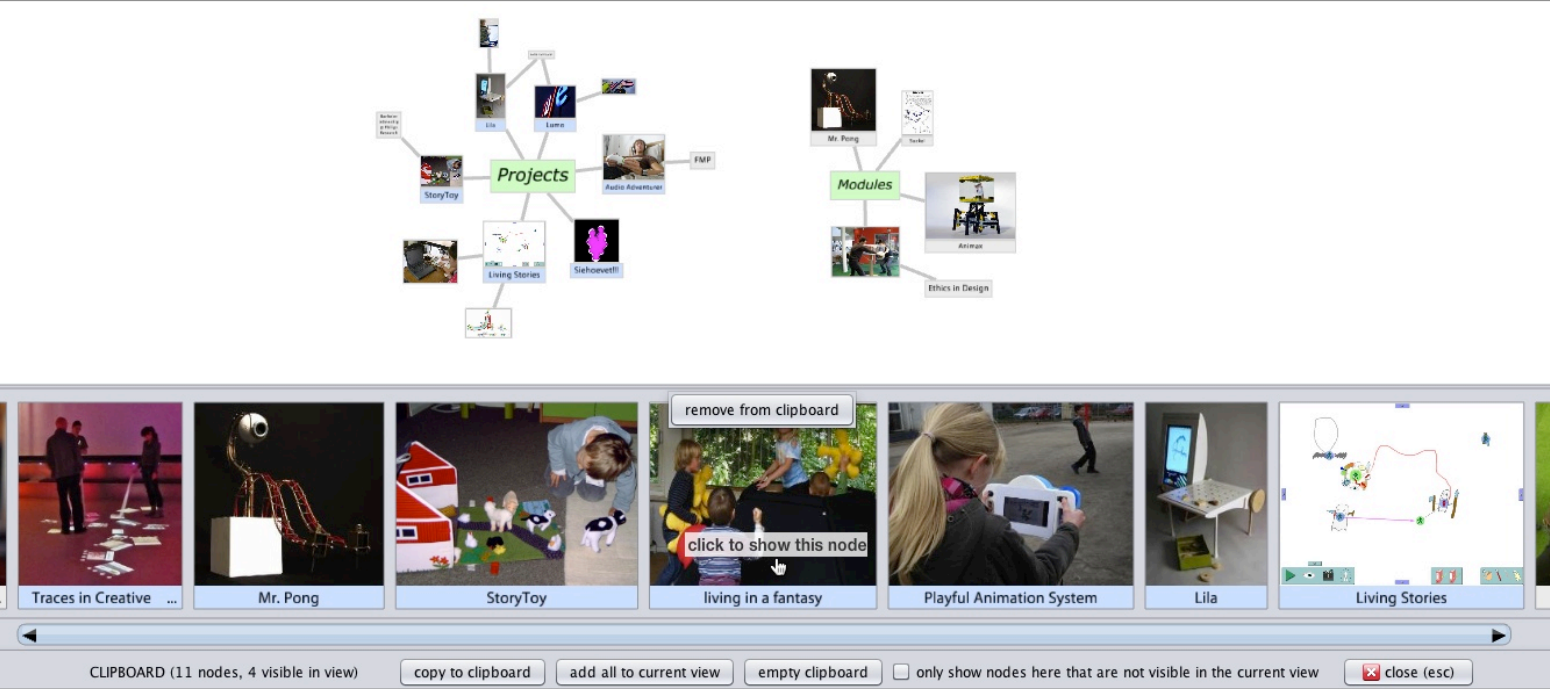 Lila
Lumo
Mr. Pong
Projects
FMP
StoryToy
Audio Adventurer
Modules
Animax
Living Stories
Siehoevet!!!
Ethics in Design
remove from clipboard
click to show this node
Traces in Creative ...
Mr. Pong
StoryToy
living in a fantasy
Playful Animation System
Lila
Living Stories
CLIPBOARD (11 nodes, 4 visible in view)
copy to clipboard
add all to current view
empty clipboard
only show nodes here that are not visible in the current view
close (esc)